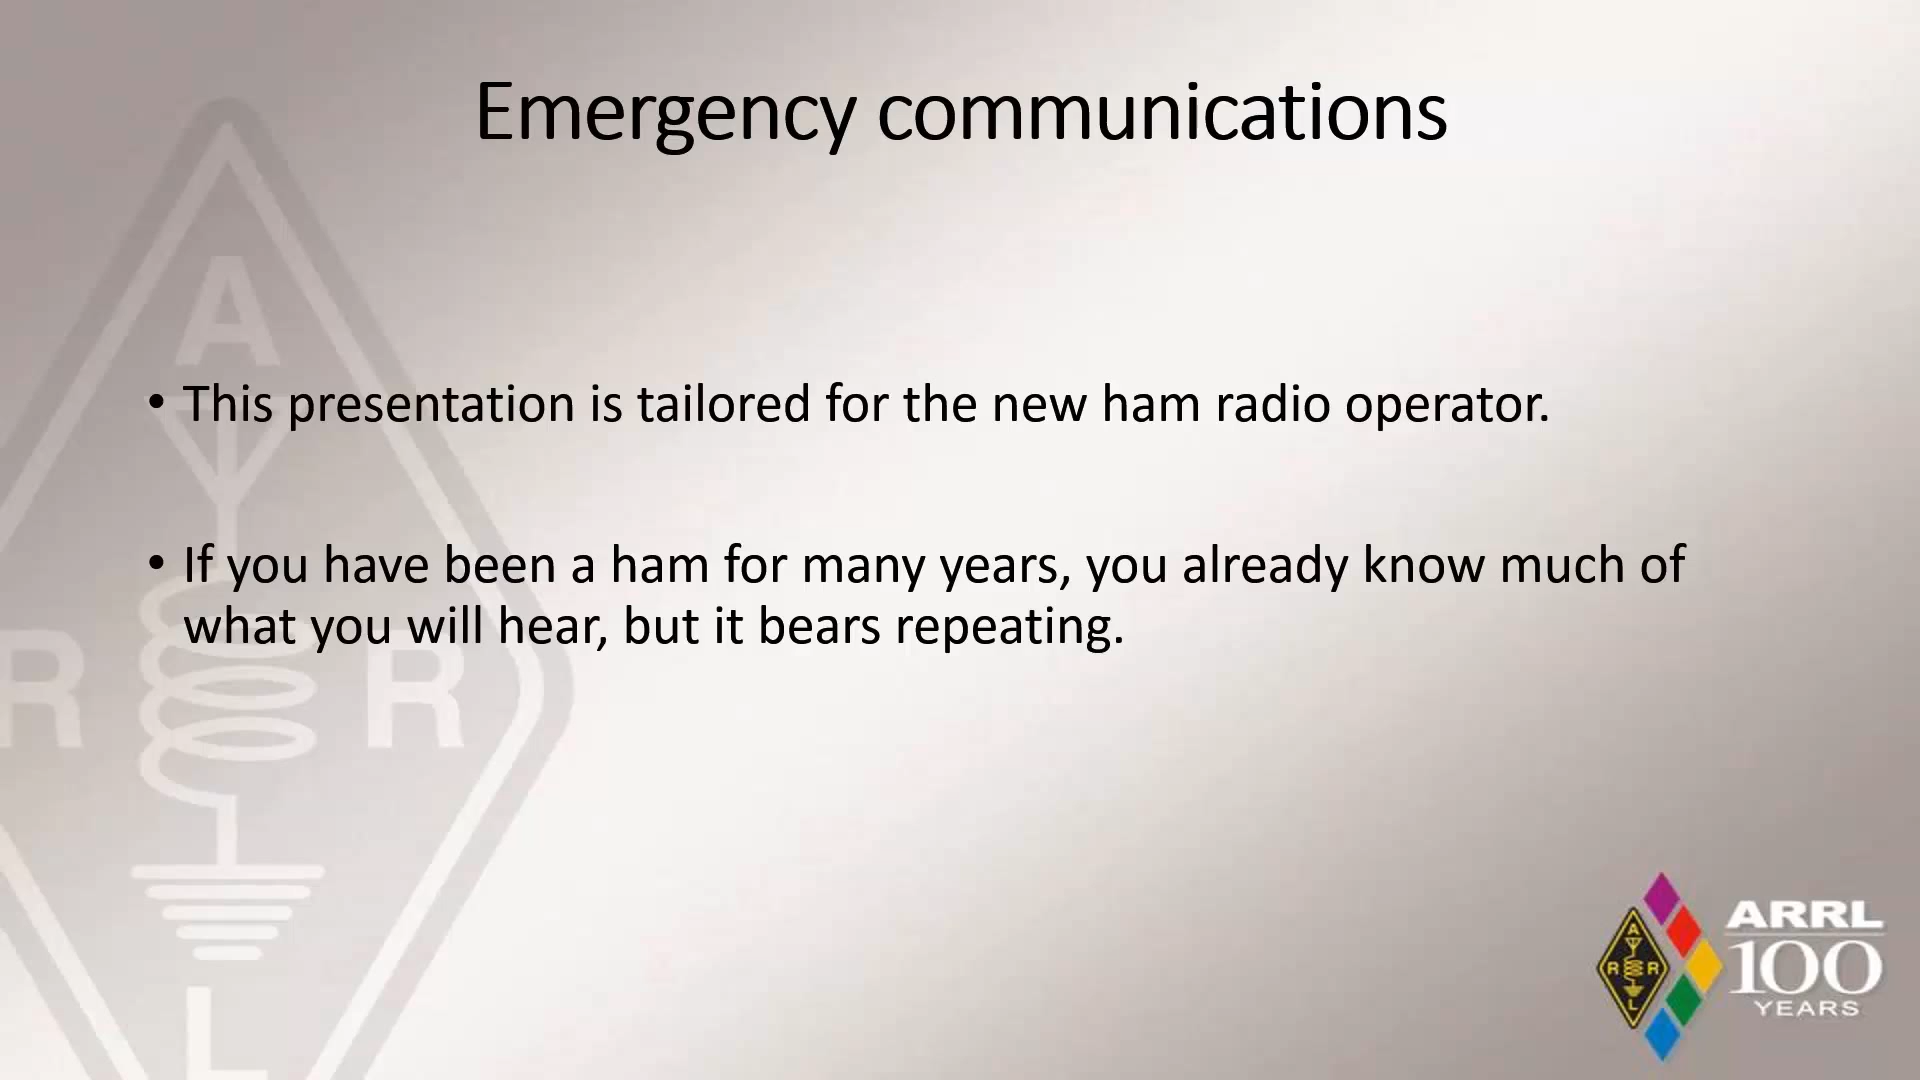 Emergency communications
• This presentation is tailored for the new ham radio operator.
• If you have been a ham for many years, you already know much of
what you will hear, but it bears repeating.
A
R R
L
A
R R
L
ARRL
100
YEARS